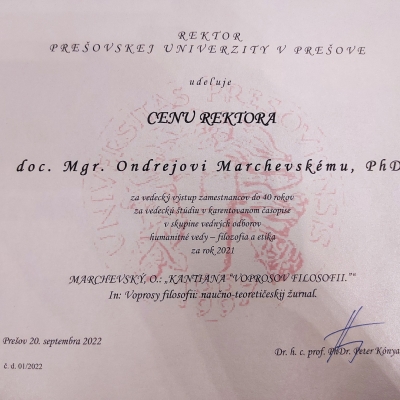 REKTOR
PREŠOVSKEJ UNIVERZITY V PREŠOVE
udeľuje
CENU REKTORA
doc. Mgr. Ondrejovi Marchevskému, PhD
za vedecký výstup zamestnancov do 40 rokov
za vedeckú štúdiu v karentovanom časopise
v skupine vedných odborov
humanitné vedy – filozofia a etika
za rok 2021
MARCHEVSKÝ, O.: „KANTIANA "VOPROSOV FILOSOFII."“
In: Voprosy filosofii: naučno-teoretičeskij žurnal.
Prešov 20. septembra 2022
Dr. h. c. prof. PhDr. Peter Kónya
č. d. 01/2022